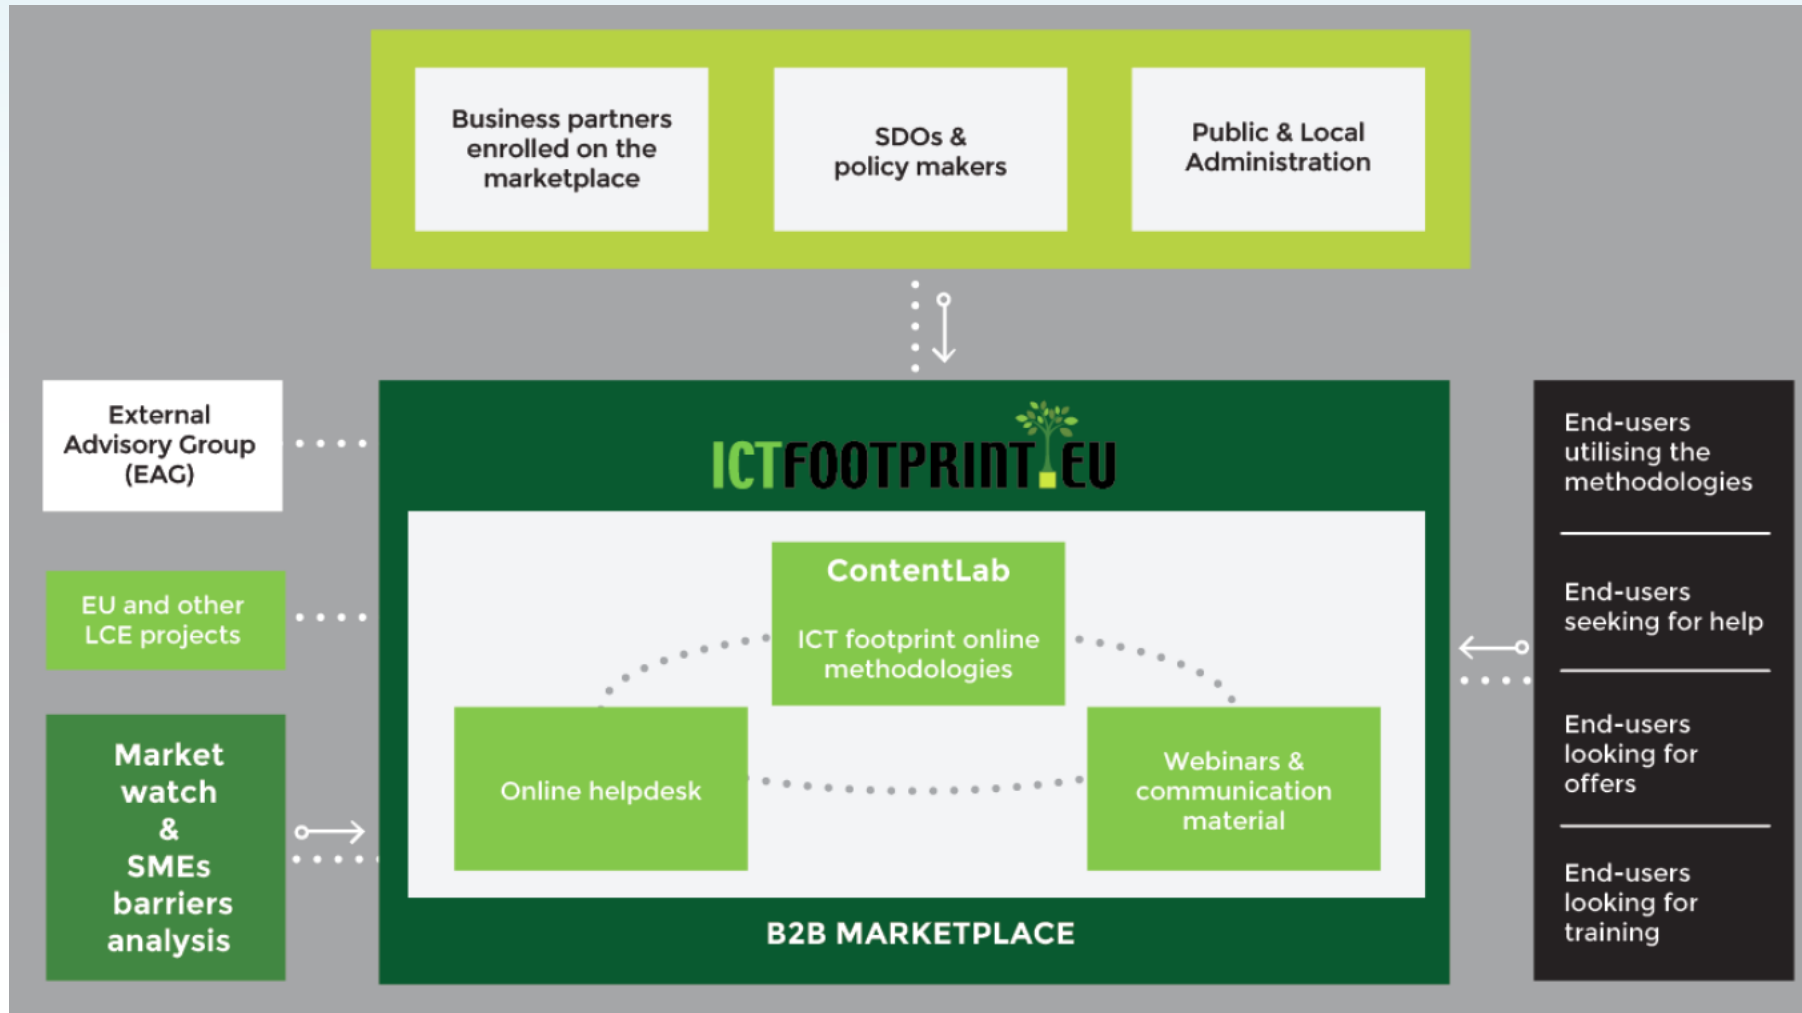 Business partners
enrolled on the
marketplace
SDOs &
policy makers
Public & Local
Administration
External
Advisory Group
(EAG)
EU and other
LCE projects
Market
watch
&
SMEs
barriers
analysis
ICTFOOTPRINT EU
ContentLab
ICT footprint online
methodologies
Online helpdesk
Webinars &
communication
material
B2B MARKETPLACE
End-users
utilising the
methodologies
End-users
seeking for help
End-users
looking for
offers
End-users
looking for
training